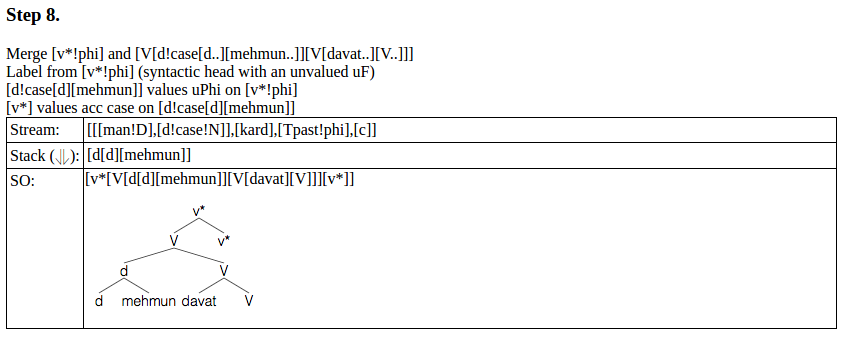 Step 8.
Merge [v*!phi] and [V[d!case[d..][mehmun..]][V[davat..][V..]]]
Label from [v*!phi] (syntactic head with an unvalued uF)
[d!case[d][mehmun]] values uPhi on [v*!phi]
[v*] values acc case on [d!case[d][mehmun]]
Stream: [[[man!D],[d!case!N]],[kard],[Tpast!phi],[c]]
Stack (⥥): [d[d][mehmun]]
SO: [v*[V[d[d][mehmun]][V[davat][V]]][v*]]
v*
V v*
d V
d mehmun davat V